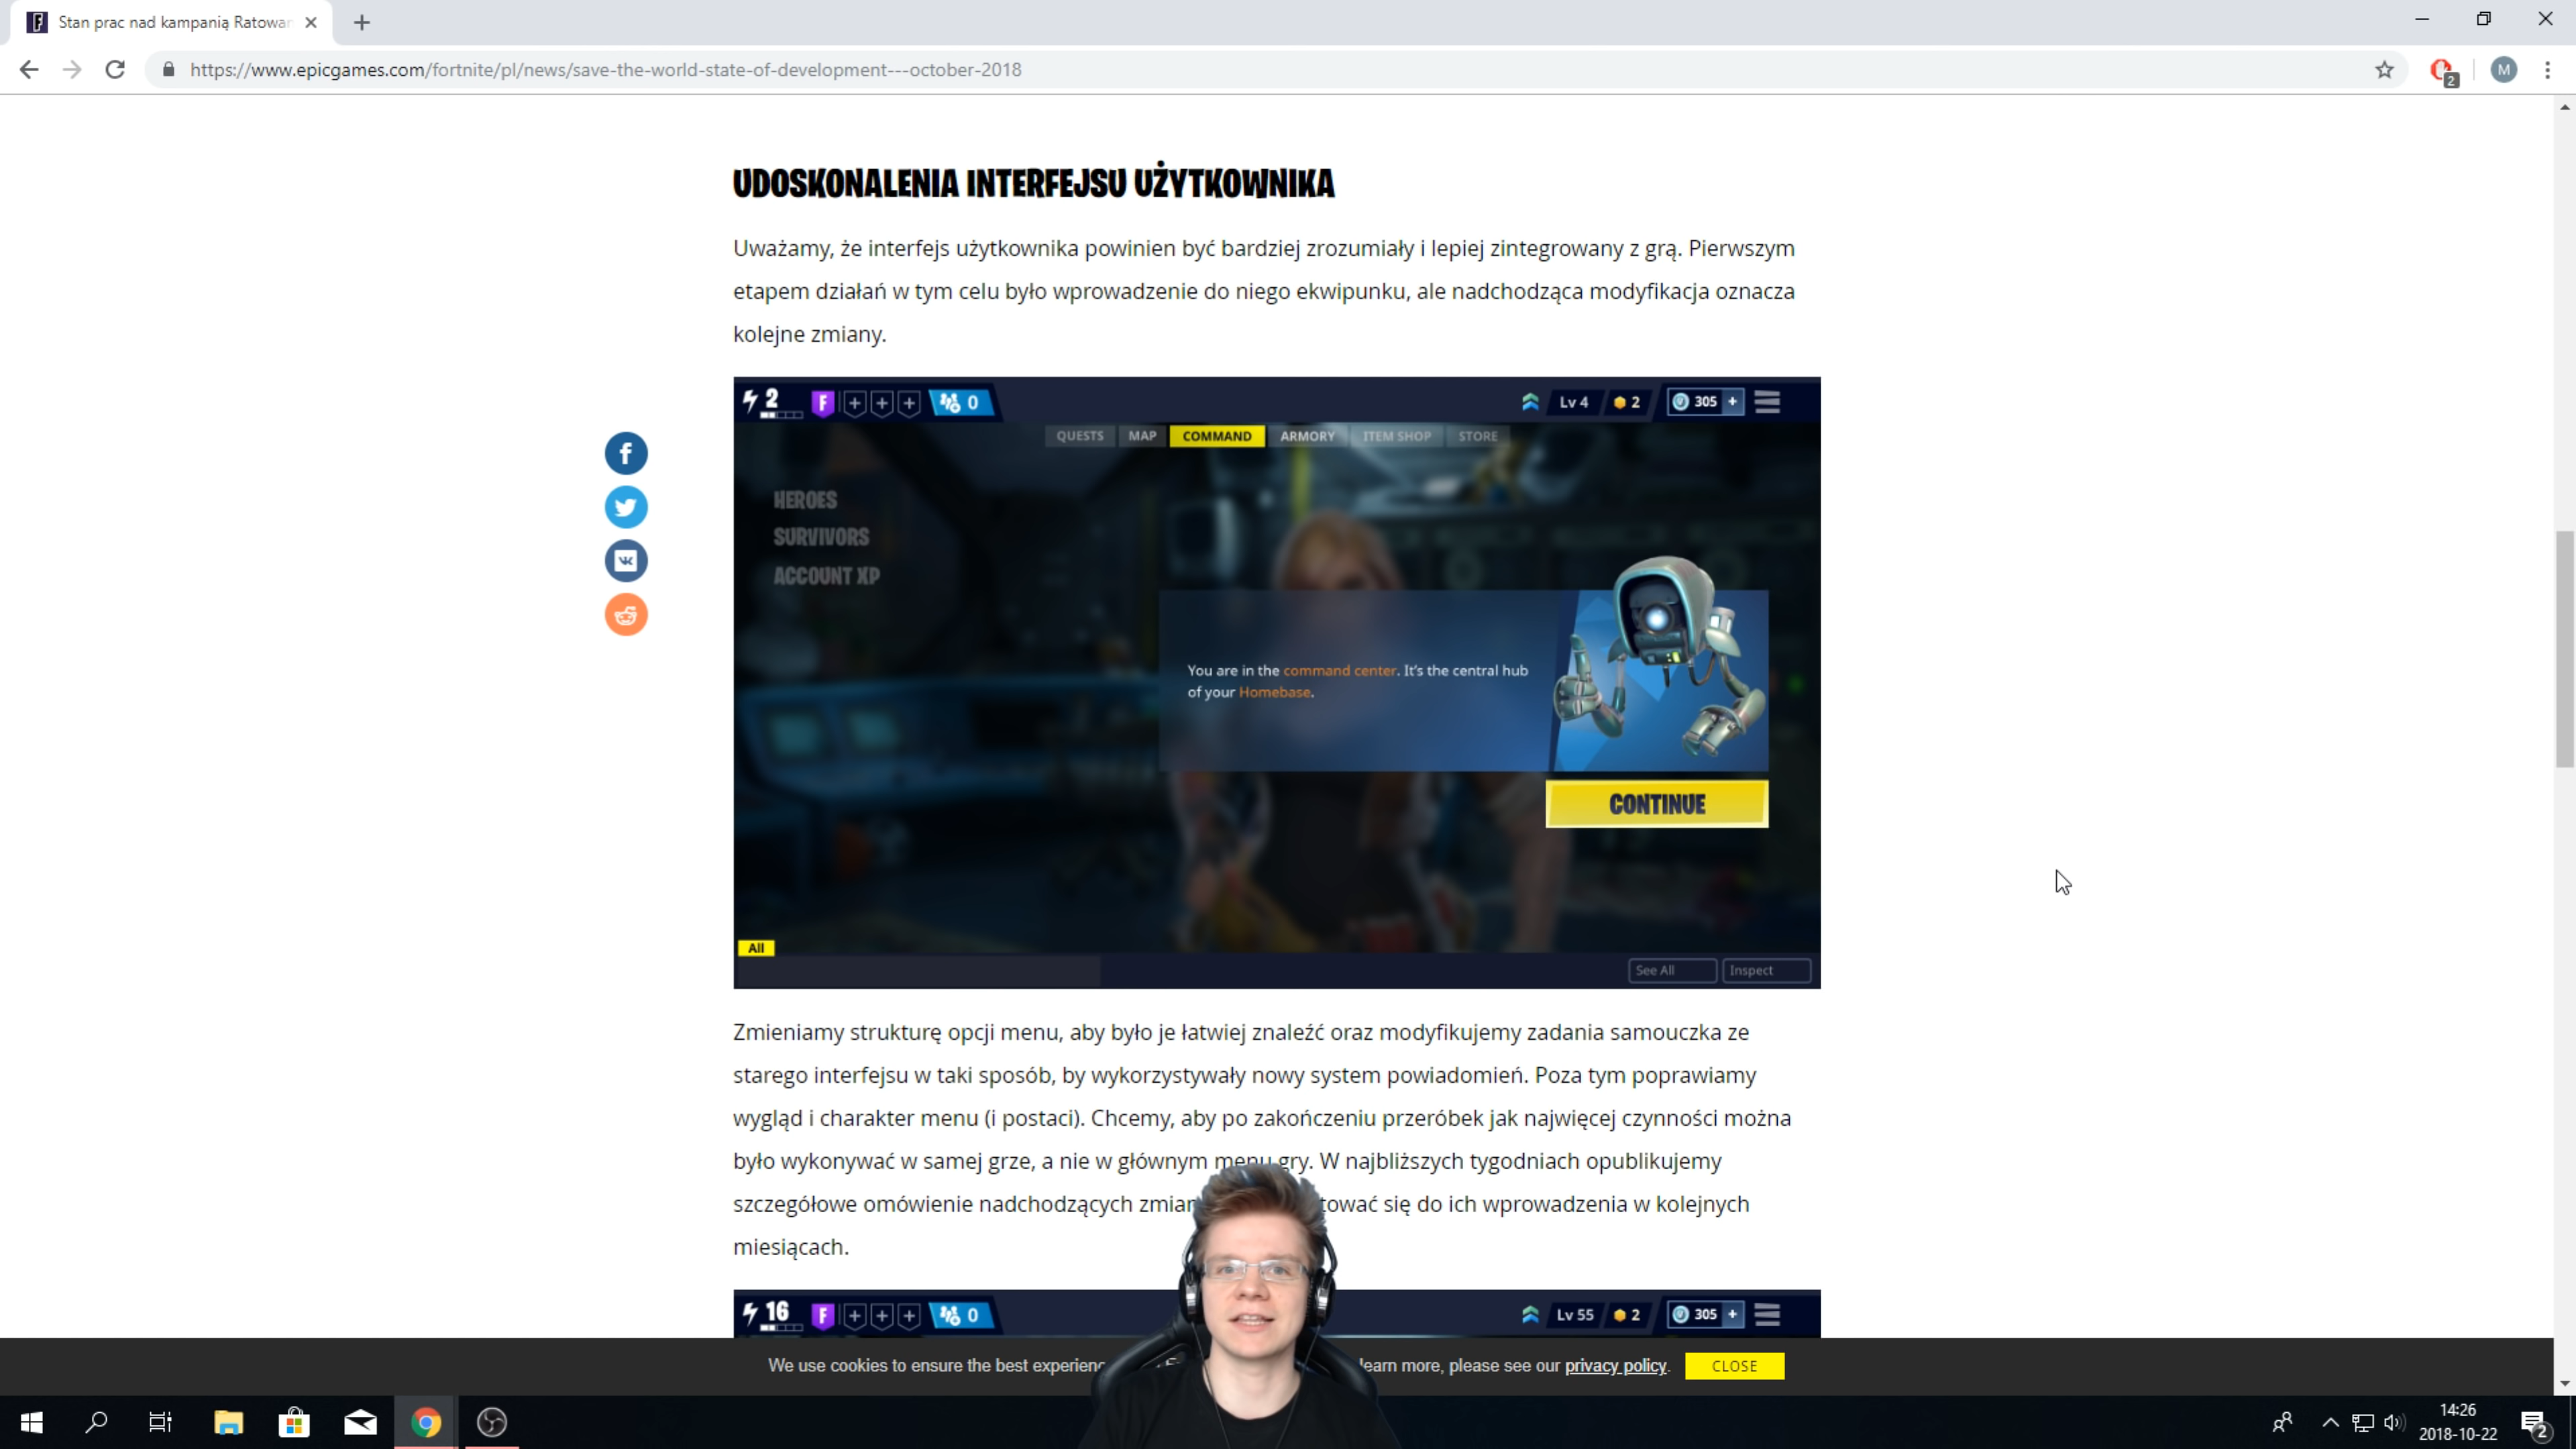 Stan prac nad kampanią Ratowa
https://www.epicgames.com/fortnite/pl/news/save-the-world-state-of-development---october-2018
2
M
UDOSKONALENIA INTERFEJSU UŻYTKOWNIKA
Uważamy, że interfejs użytkownika powinien być bardziej zrozumiały i lepiej zintegrowany z grą. Pierwszym
etapem działań w tym celu było wprowadzenie do niego ekwipunku, ale nadchodząca modyfikacja oznacza
kolejne zmiany.
2 F + + + 0 Lv 4 2 305 +
QUESTS MAP COMMAND ARMORY ITEM SHOP STORE
HEROES
SURVIVORS
ACCOUNT XP
You are in the command center. It's the central hub
of your Homebase.
CONTINUE
All
See All Inspect
Zmieniamy strukturę opcji menu, aby było je łatwiej znaleźć oraz modyfikujemy zadania samouczka ze
starego interfejsu w taki sposób, by wykorzystywały nowy system powiadomień. Poza tym poprawiamy
wygląd i charakter menu (i postaci). Chcemy, aby po zakończeniu przeróbek jak najwięcej czynności można
było wykonywać w samej grze, a nie w głównym menu gry. W najbliższych tygodniach opublikujemy
szczegółowe omówienie nadchodzących zmian tować się do ich wprowadzenia w kolejnych
miesiącach.
16 F + + + 0 Lv 55 2 305 +
We use cookies to ensure the best experienc learn more, please see our privacy policy. CLOSE
14:26
2018-10-22
2